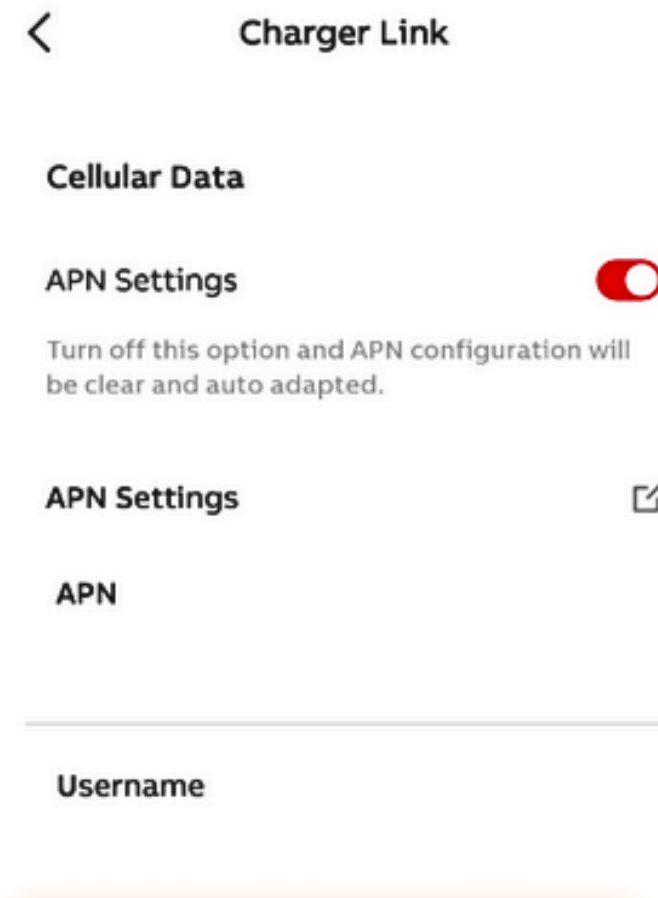 Charger Link
Cellular Data
APN Settings
Turn off this option and APN configuration will
be clear and auto adapted.
APN Settings
APN
Username